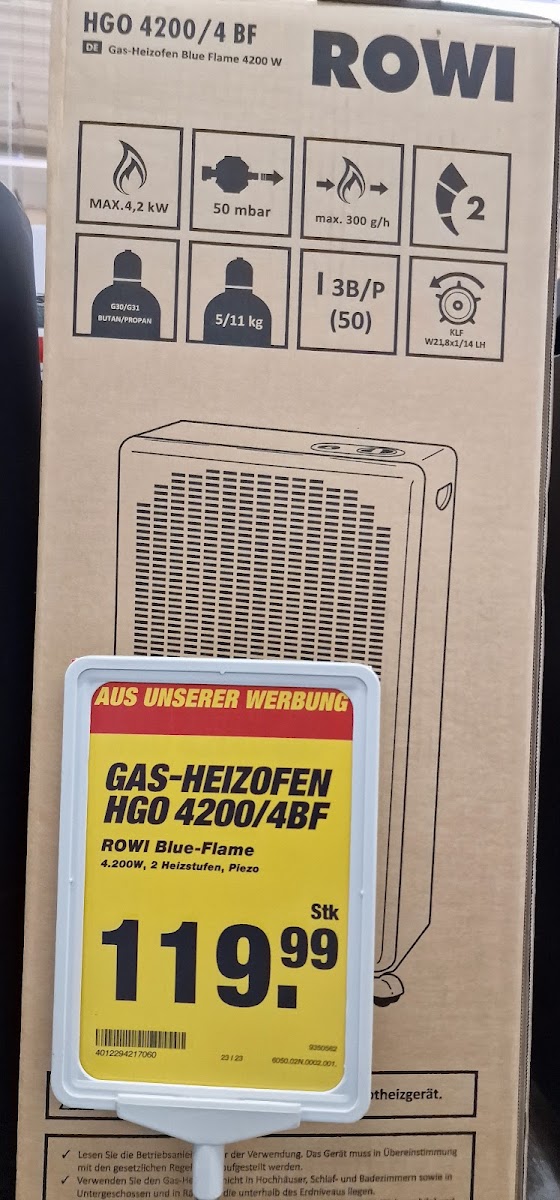 HGO 4200/4 BF
DE Gas-Heizofen Blue Flame 4200 W
ROWI
MAX.4,2 kW
50 mbar
max. 300 g/h
2
G30/G31
BUTAN/PROPAN
5/11 kg
I 3B/P
(50)
KLF
W21,8x1/14 LH
AUS UNSERER WERBUNG
GAS-HEIZOFEN
HGO 4200/4BF
ROWI Blue-Flame
4.200W, 2 Heizstufen, Piezo
Stk
119.99
4012294217060
23 I 23
9350562
6050.02N.0002.001.
otheizgerät.
✓ Lesen Sie die Betriebsanlei der Verwendung. Das Gerät muss in Übereinstimmung
mit den gesetzlichen Regel aufgestellt werden.
✓ Verwenden Sie den Gas-He nicht in Hochhäuser, Schlaf- und Badezimmern sowie in
Untergeschossen und in Rä die unterhalb des Erdniveaus liegen.